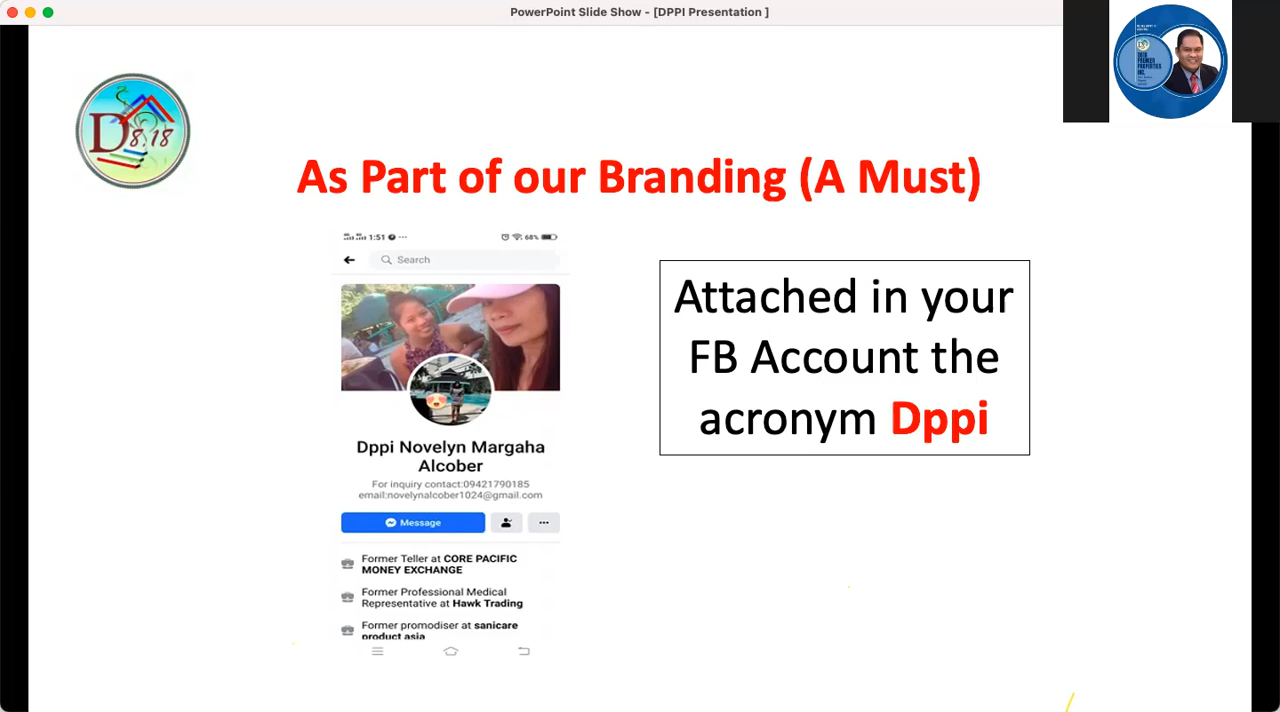 PowerPoint Slide Show - [DPPI Presentation ]
D8.18
PREMIER
PROPERTIES
INC.
As Part of our Branding (A Must)
1:51
68%
Search
Dppi Novelyn Margaha
Alcober
For inquiry contact:09421790185
email:novelynalcober1024@gmail.com
Message
Former Teller at CORE PACIFIC
MONEY EXCHANGE
Former Professional Medical
Representative at Hawk Trading
Former promodiser at sanicare
product asia
Attached in your
FB Account the
acronym Dppi